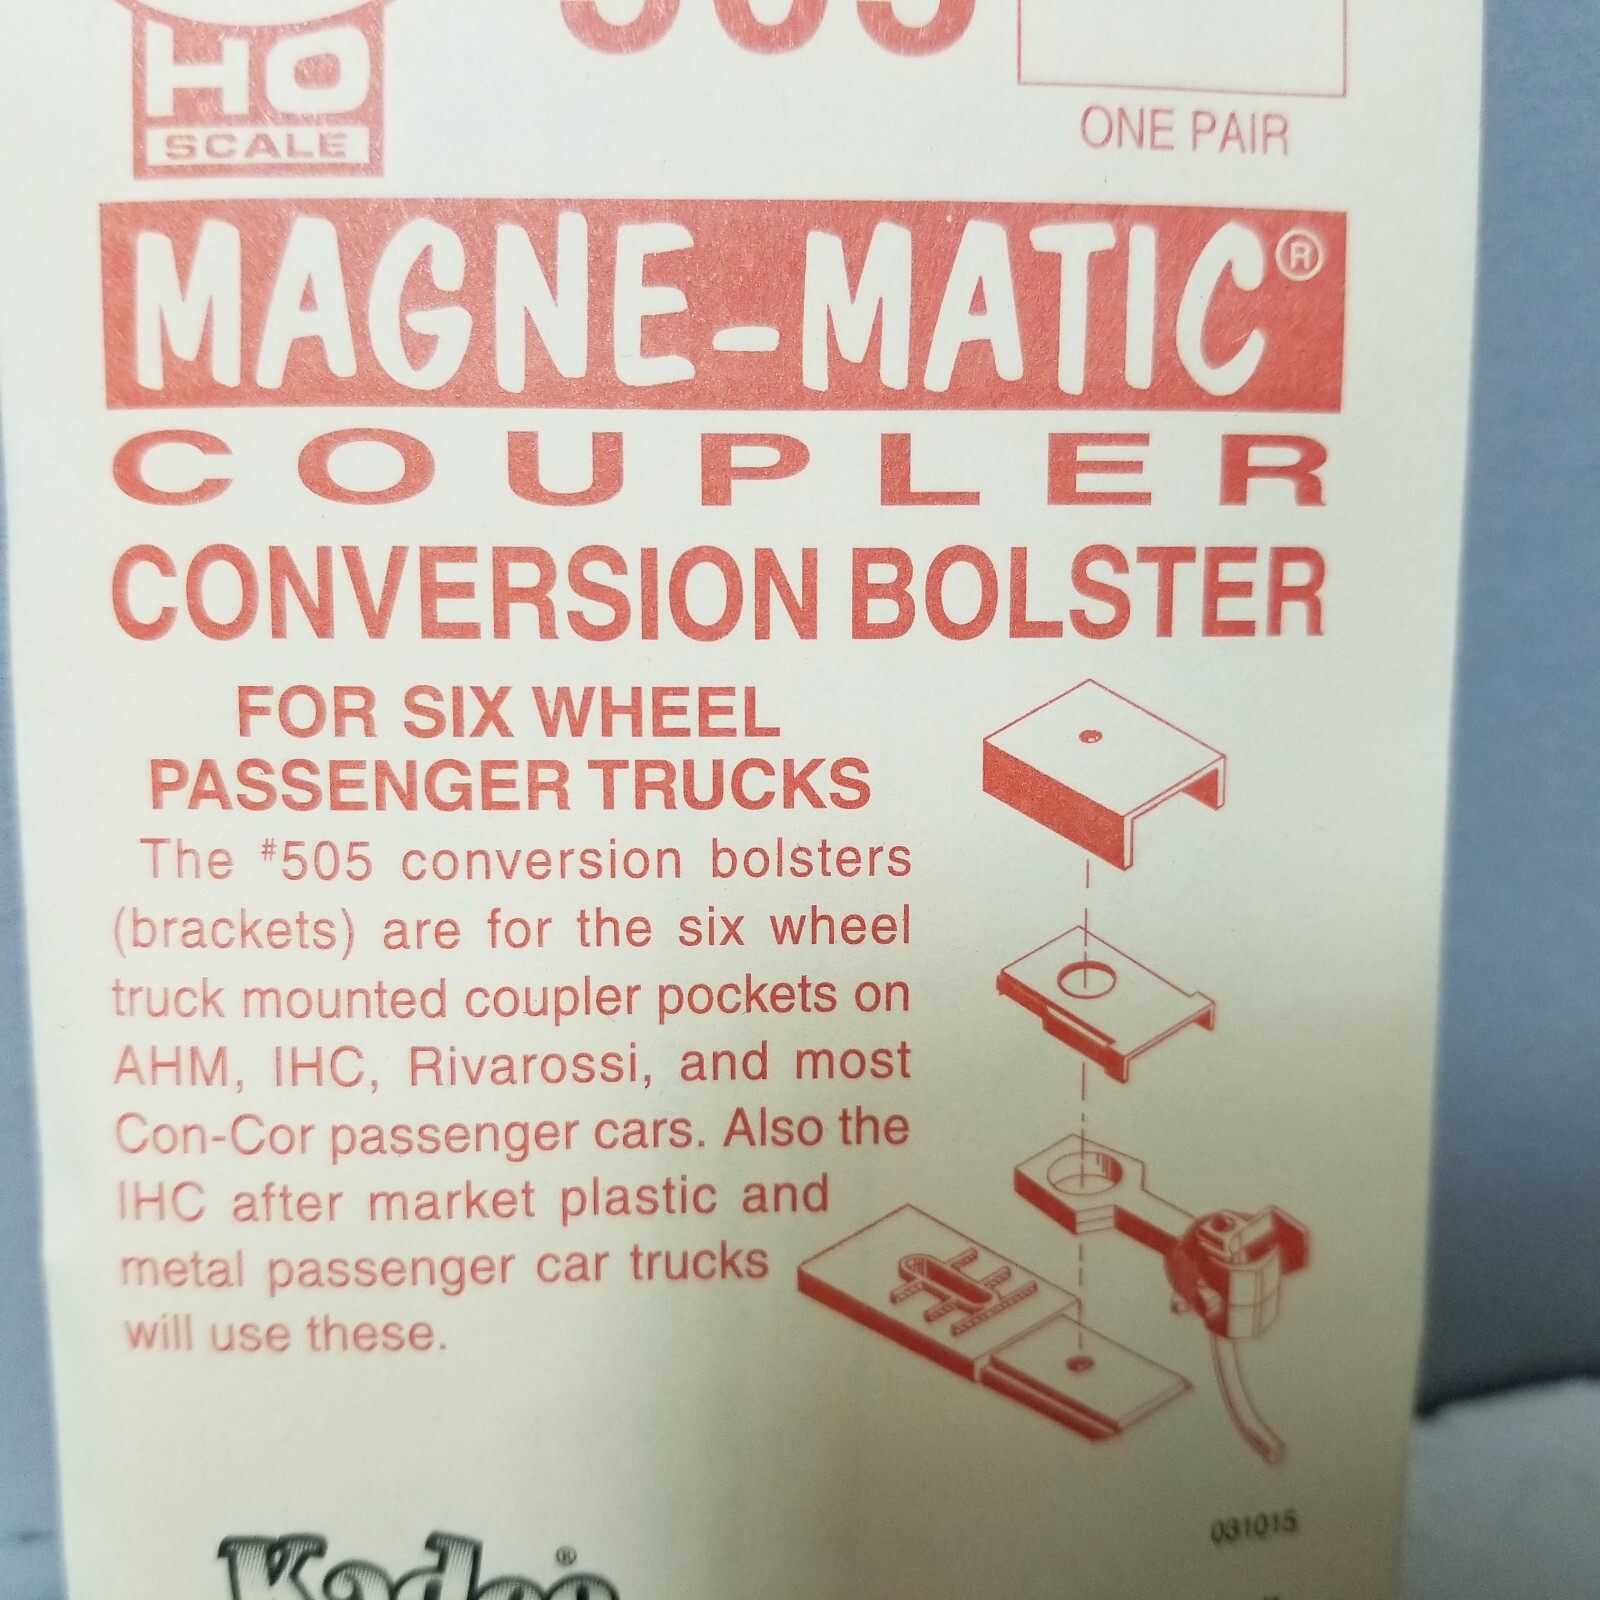 HO
SCALE
505
ONE PAIR
MAGNE-MATIC®
COUPLER
CONVERSION BOLSTER
FOR SIX WHEEL
PASSENGER TRUCKS
The #505 conversion bolsters
(brackets) are for the six wheel
truck mounted coupler pockets on
AHM, IHC, Rivarossi, and most
Con-Cor passenger cars. Also the
IHC after market plastic and
metal passenger car trucks
will use these.
031015
Kadee®